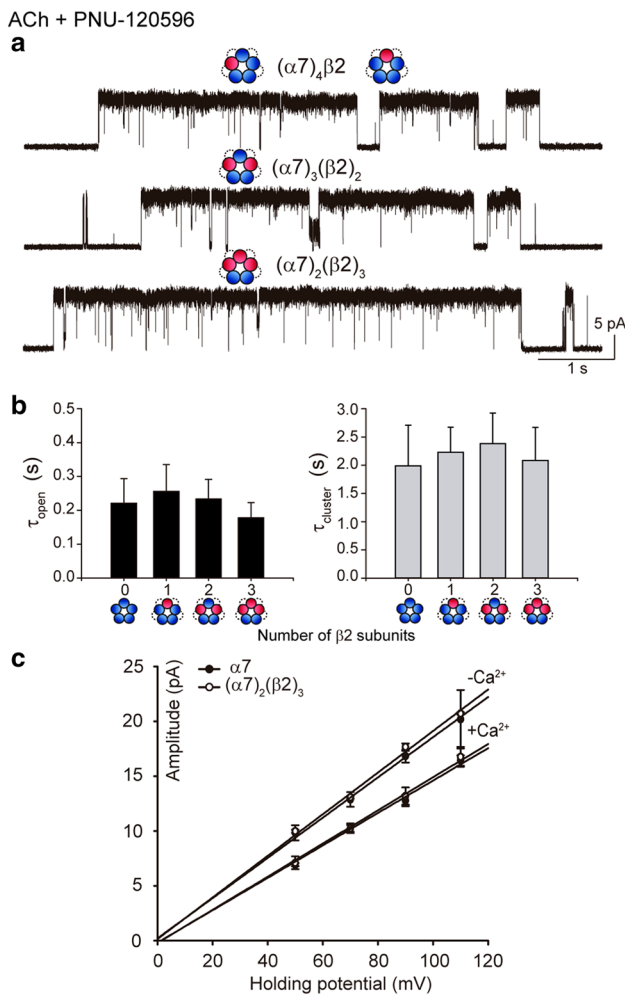 ACh + PNU-120596
a
(α7)₄β2
(α7)₃(β2)₂
(α7)₂(β2)₃
5 pA
1 s
b
τopen (s)
0.5
0.4
0.3
0.2
0.1
0.0
0 1 2 3
τcluster (s)
3.0
2.5
2.0
1.5
1.0
0.5
0.0
0 1 2 3
Number of β2 subunits
c
Amplitude (pA)
α7
(α7)₂(β2)₃
-Ca²⁺
+Ca²⁺
25
20
15
10
5
0
0 20 40 60 80 100 120
Holding potential (mV)